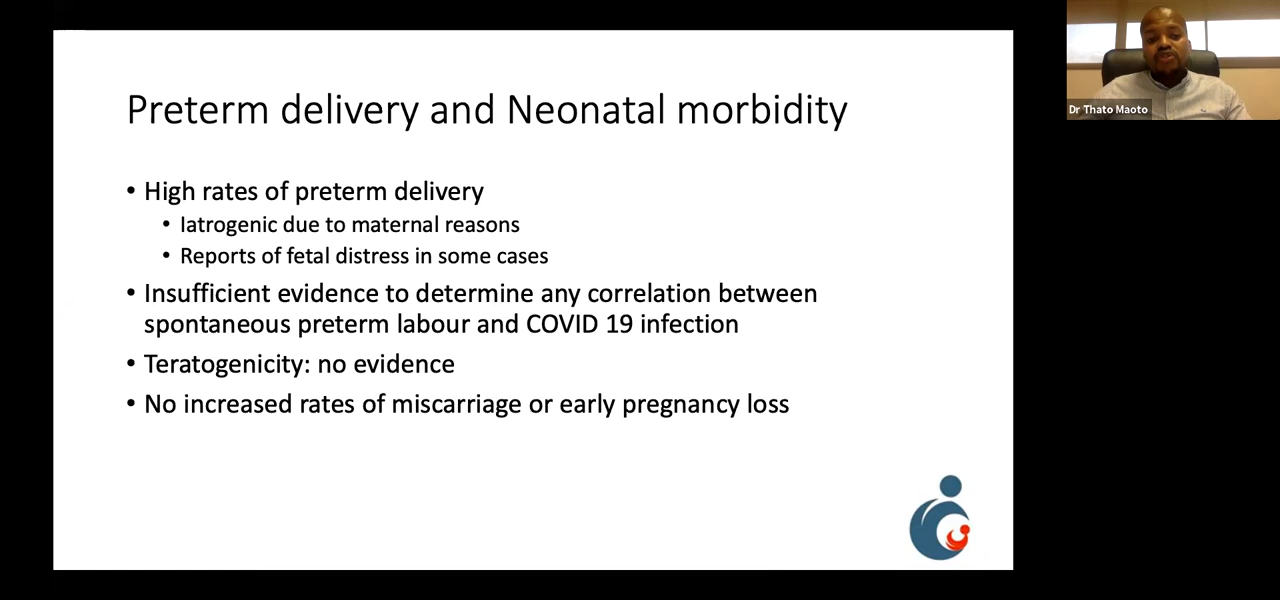 Preterm delivery and Neonatal morbidity
• High rates of preterm delivery
• Iatrogenic due to maternal reasons
• Reports of fetal distress in some cases
• Insufficient evidence to determine any correlation between
spontaneous preterm labour and COVID 19 infection
• Teratogenicity: no evidence
• No increased rates of miscarriage or early pregnancy loss
Dr Thato Maoto